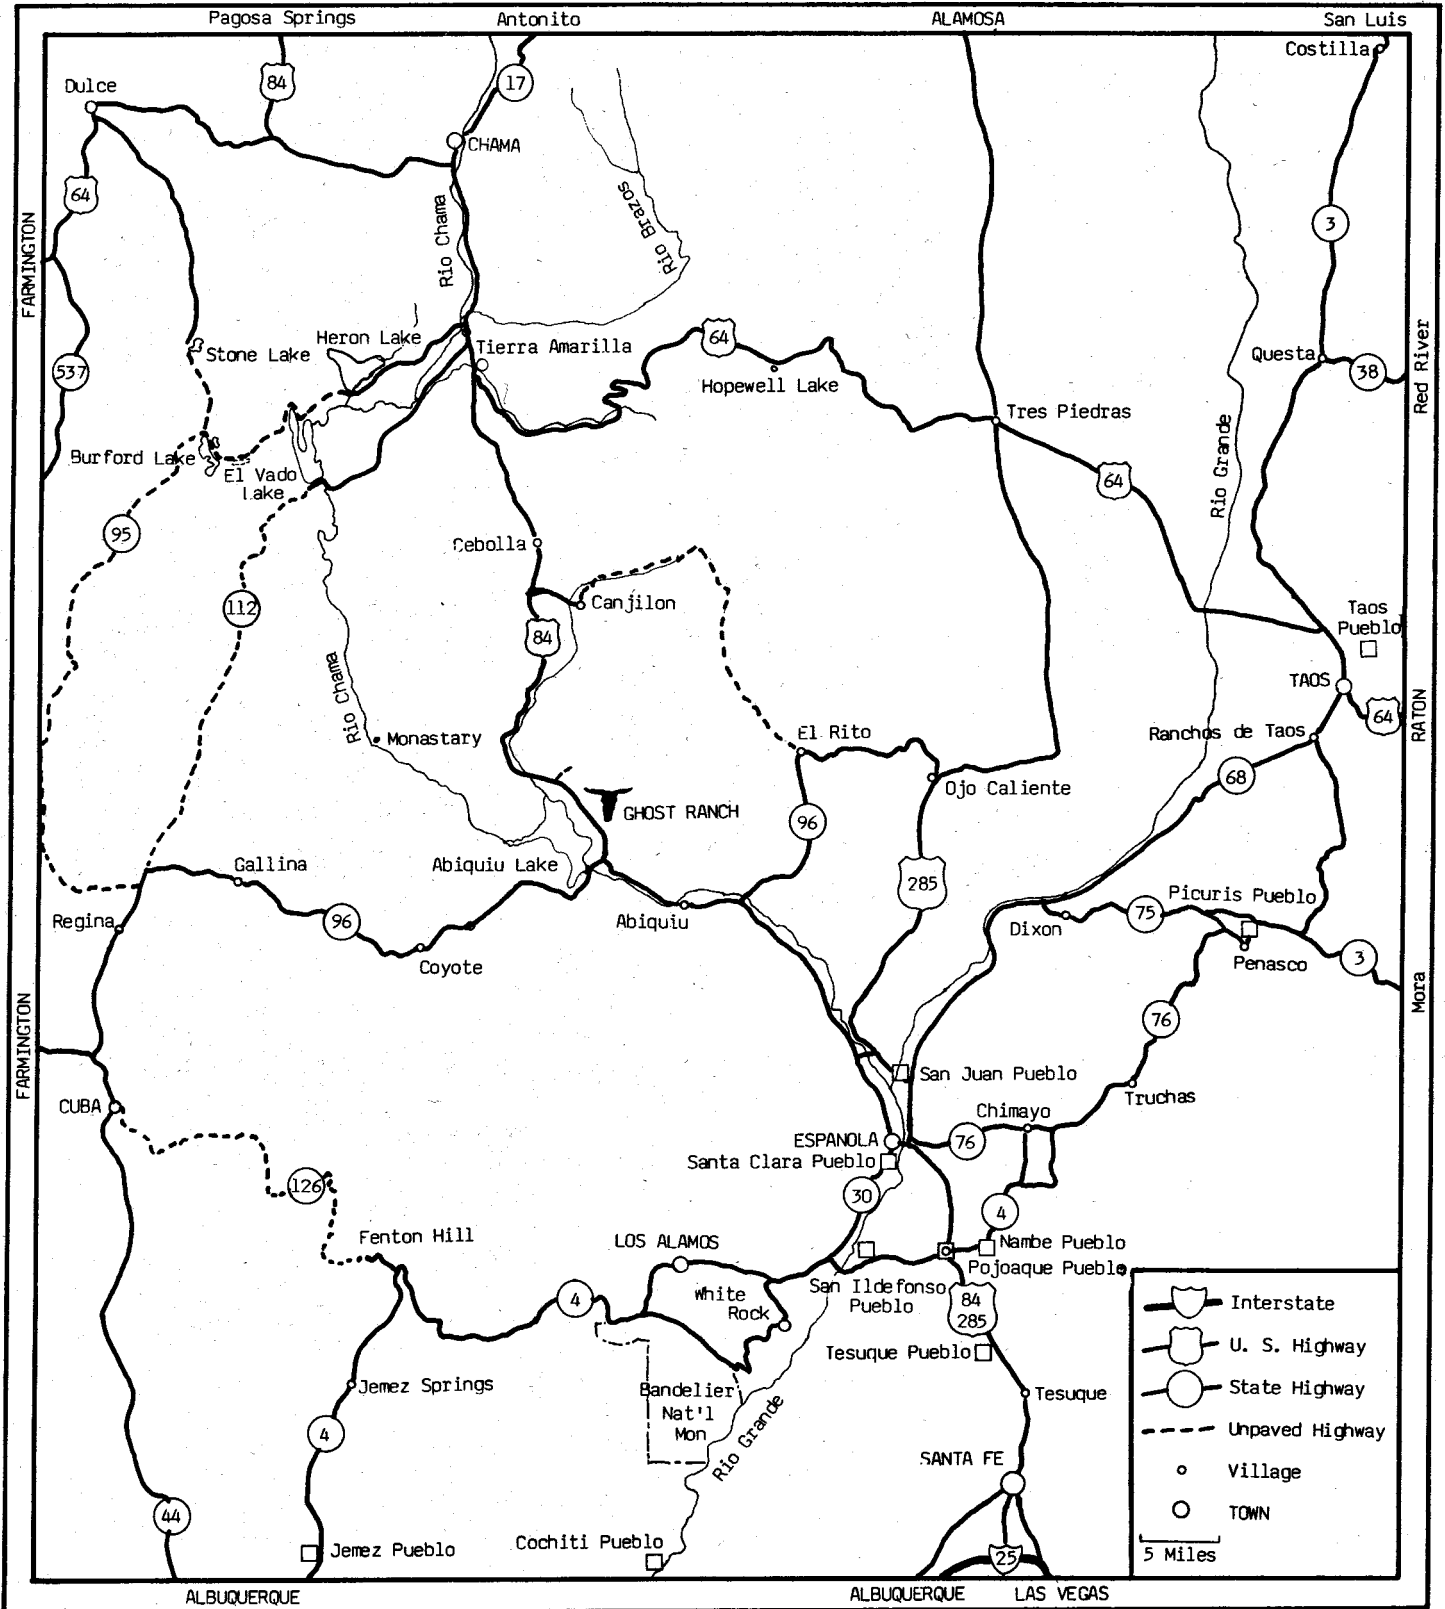 Pagosa Springs
Antonito
ALAMOSA
San Luis
Costilla
84
17
Dulce
CHAMA
64
Rio Chama
Rio Brazos
3
FARMINGTON
537
Stone Lake
Heron Lake
Tierra Amarilla
64
Hopewell Lake
Questa
38
Red River
Tres Piedras
Burford Lake
El Vado
Lake
64
Rio Grande
95
Cebolla
112
Canjilon
84
Taos
Pueblo
Rio Chama
TAOS
64
RATON
Monastary
El Rito
Ranchos de Taos
68
Ojo Caliente
GHOST RANCH
96
Gallina
Abiquiu Lake
285
Picuris Pueblo
Regina
96
Abiquiu
Dixon
75
Coyote
Penasco
3
Mora
FARMINGTON
76
San Juan Pueblo
CUBA
Chimayo
Truchas
ESPANOLA
76
Santa Clara Pueblo
126
30
4
Fenton Hill
LOS ALAMOS
Nambe Pueblo
Pojoaque Pueblo
San Ildefonso
Pueblo
4
White
Rock
84
285
Tesuque Pueblo
Jemez Springs
Bandelier
Nat'l
Mon
Tesuque
4
Rio Grande
SANTA FE
44
Jemez Pueblo
Cochiti Pueblo
25
Interstate
U. S. Highway
State Highway
Unpaved Highway
Village
TOWN
5 Miles
ALBUQUERQUE
ALBUQUERQUE
LAS VEGAS